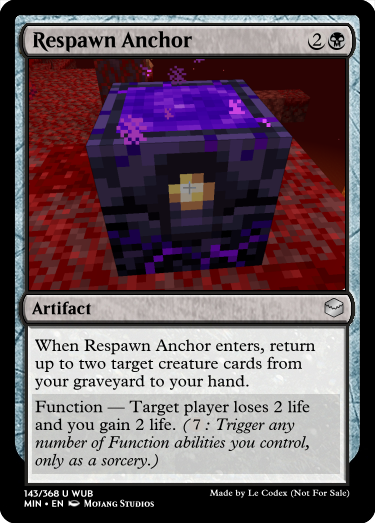 Respawn Anchor 2
Artifact
When Respawn Anchor enters, return
up to two target creature cards from
your graveyard to your hand.
Function — Target player loses 2 life
and you gain 2 life. (7 : Trigger any
number of Function abilities you control,
only as a sorcery.)
143/368 U WUB
MIN • EN Mojang Studios
Made by Le Codex (Not For Sale)